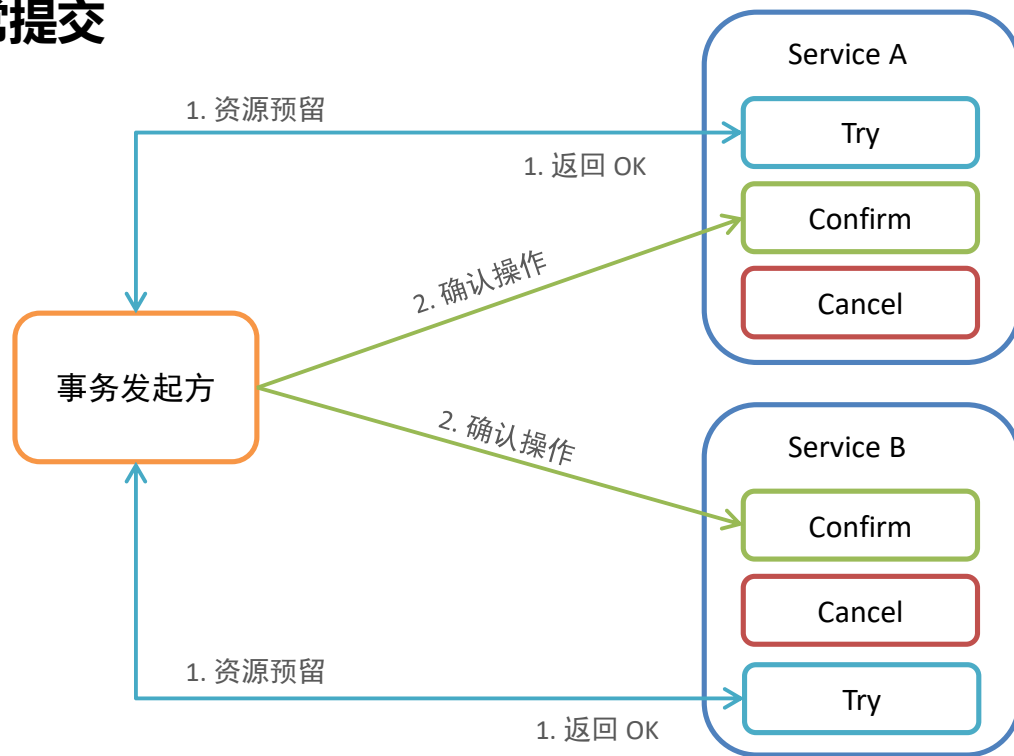 常提交
Service A
1. 资源预留
Try
1. 返回 OK
Confirm
2. 确认操作
Cancel
事务发起方
2. 确认操作
Service B
Confirm
Cancel
1. 资源预留
Try
1. 返回 OK